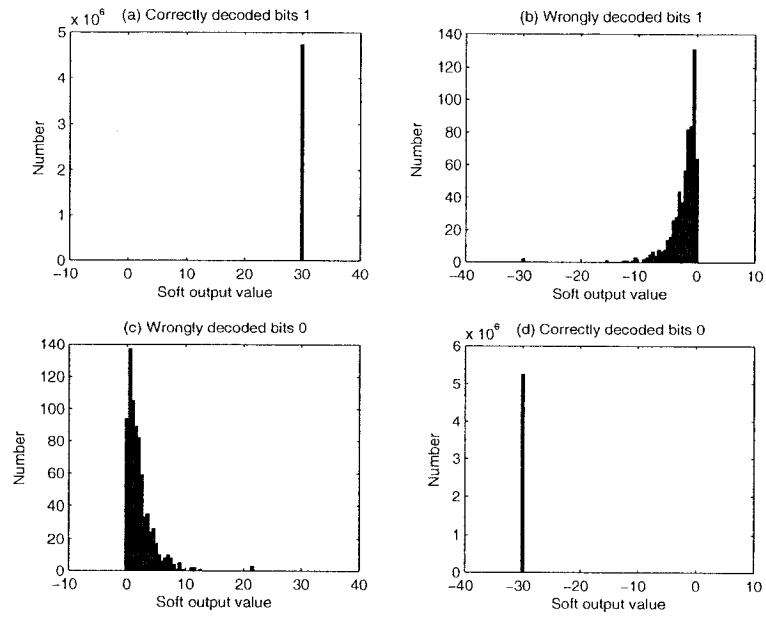 (a) Correctly decoded bits 1
x 10^6
5
4
3
2
1
0
Number
-10 0 10 20 30 40
Soft output value
(b) Wrongly decoded bits 1
140
120
100
80
60
40
20
0
Number
-40 -30 -20 -10 0 10
Soft output value
(c) Wrongly decoded bits 0
140
120
100
80
60
40
20
0
Number
-10 0 10 20 30 40
Soft output value
(d) Correctly decoded bits 0
x 10^6
6
5
4
3
2
1
0
Number
-40 -30 -20 -10 0 10
Soft output value